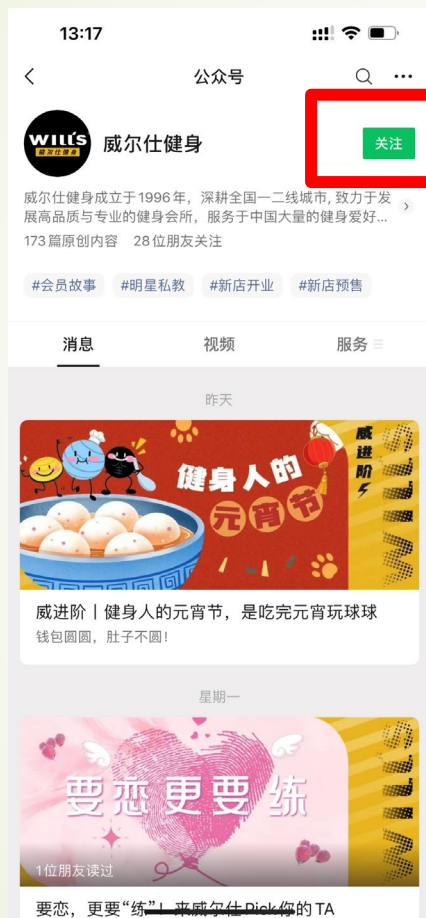 13:17
公众号
WILL'S
威尔仕健身
威尔仕健身
关注
威尔仕健身成立于1996年，深耕全国一二线城市, 致力于发
展高品质与专业的健身会所，服务于中国大量的健身爱好...
173篇原创内容 28位朋友关注
#会员故事 #明星私教 #新店开业 #新店预售
消息 视频 服务
昨天
健身人的
元宵节
威进阶
WILLS
威进阶丨健身人的元宵节，是吃完元宵玩球球
钱包圆圆，肚子不圆！
星期一
要恋更要练
WILLS
1位朋友读过
要恋，更要“练”！来威尔仕Pick你的TA